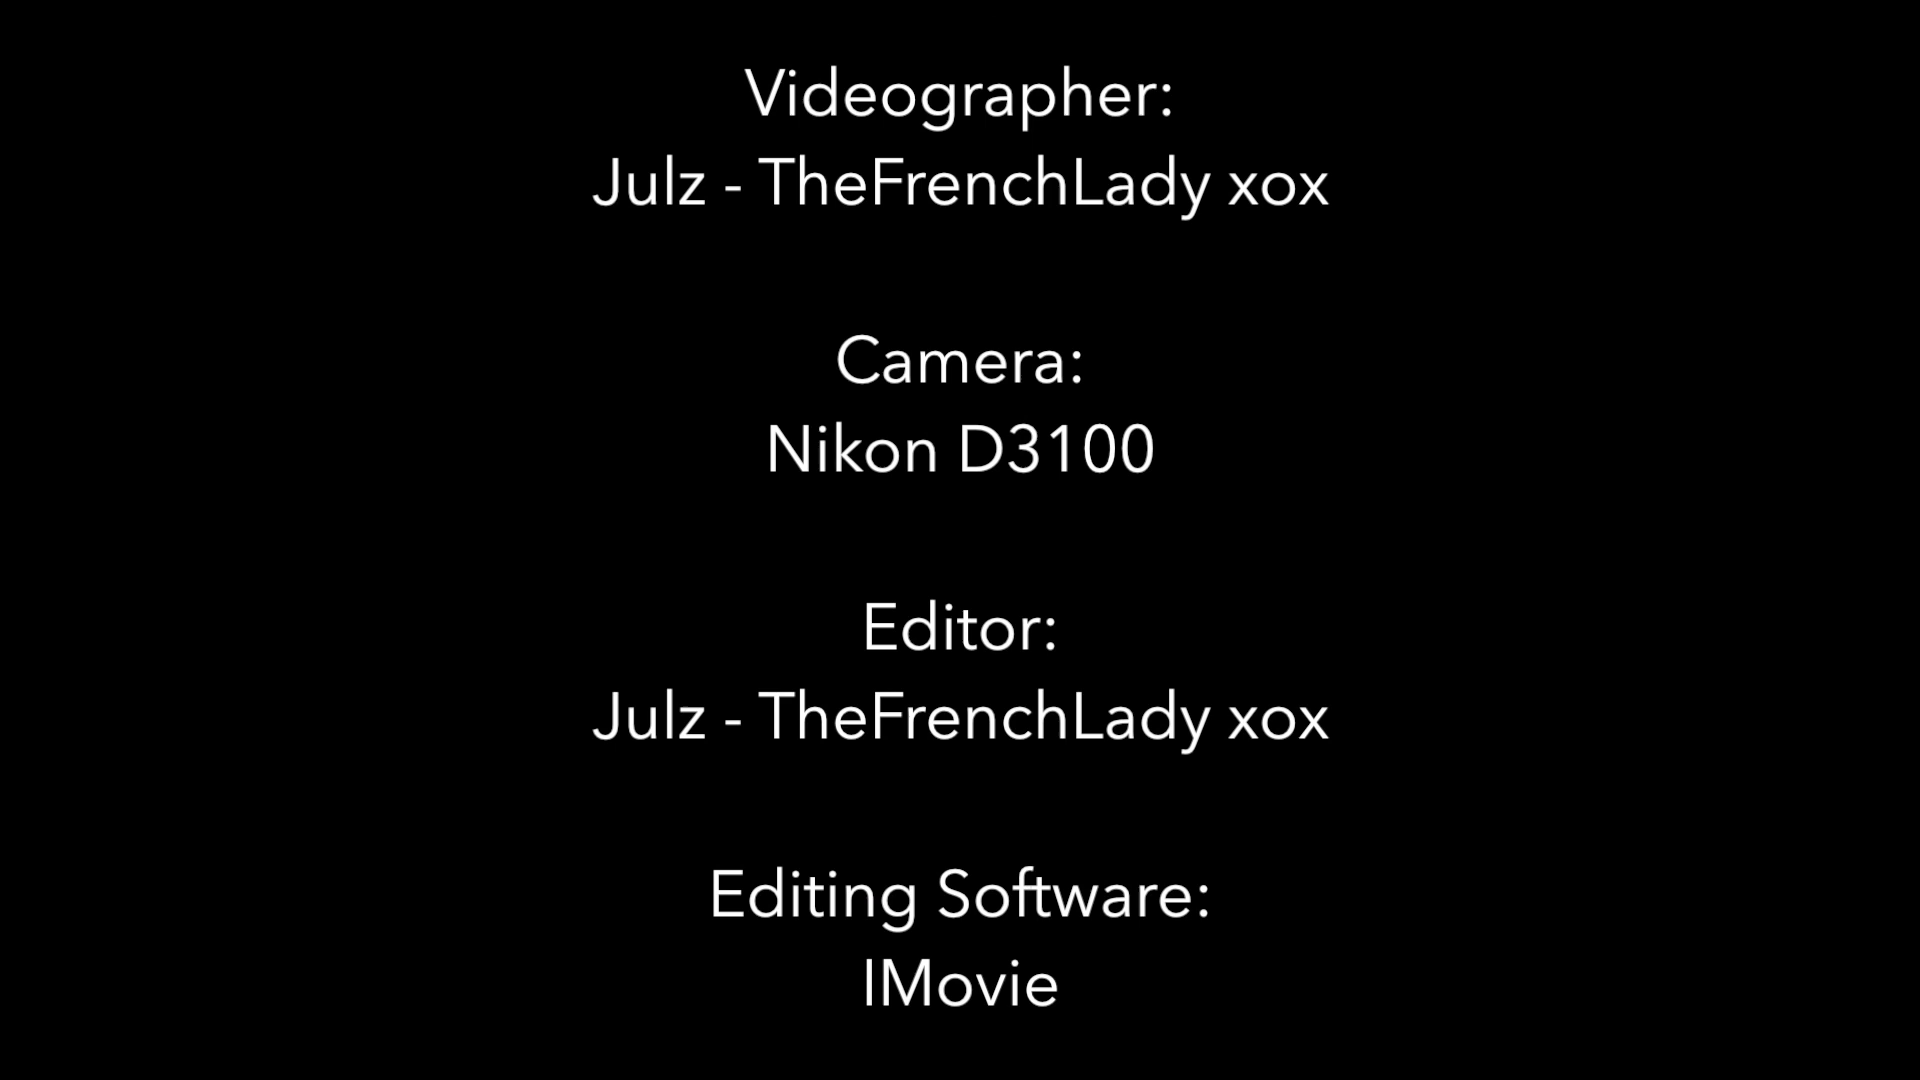 Videographer:
Julz - TheFrenchLady xox
Camera:
Nikon D3100
Editor:
Julz - TheFrenchLady xox
Editing Software:
IMovie